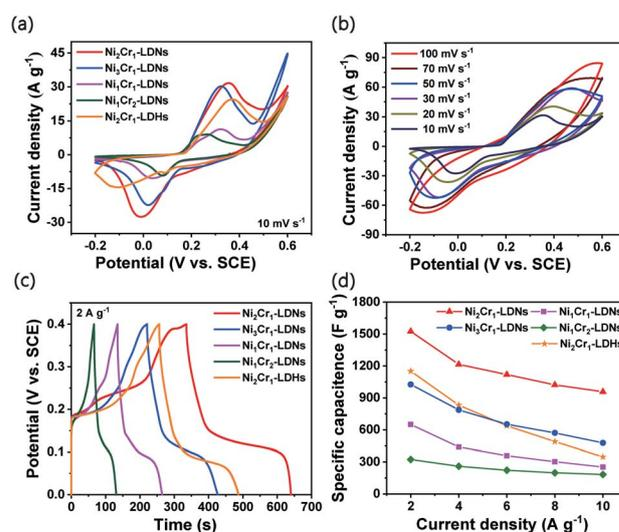 (a)
Ni₂Cr₁-LDNs
Ni₃Cr₁-LDNs
Ni₁Cr₁-LDNs
Ni₁Cr₂-LDNs
Ni₂Cr₁-LDHs
10 mV s⁻¹
Current density (A g⁻¹)
45
30
15
0
-15
-30
-0.2 0.0 0.2 0.4 0.6
Potential (V vs. SCE)
(b)
100 mV s⁻¹
70 mV s⁻¹
50 mV s⁻¹
30 mV s⁻¹
20 mV s⁻¹
10 mV s⁻¹
Current density (A g⁻¹)
90
60
30
0
-30
-60
-90
-0.2 0.0 0.2 0.4 0.6
Potential (V vs. SCE)
(c)
2 A g⁻¹
Ni₂Cr₁-LDNs
Ni₃Cr₁-LDNs
Ni₁Cr₁-LDNs
Ni₁Cr₂-LDNs
Ni₂Cr₁-LDHs
Potential (V vs. SCE)
0.4
0.3
0.2
0.1
0.0
0 100 200 300 400 500 600 700
Time (s)
(d)
Ni₂Cr₁-LDNs Ni₁Cr₁-LDNs
Ni₃Cr₁-LDNs Ni₁Cr₂-LDNs
Ni₂Cr₁-LDHs
Specific capacitence (F g⁻¹)
1800
1500
1200
900
600
300
0
2 4 6 8 10
Current density (A g⁻¹)